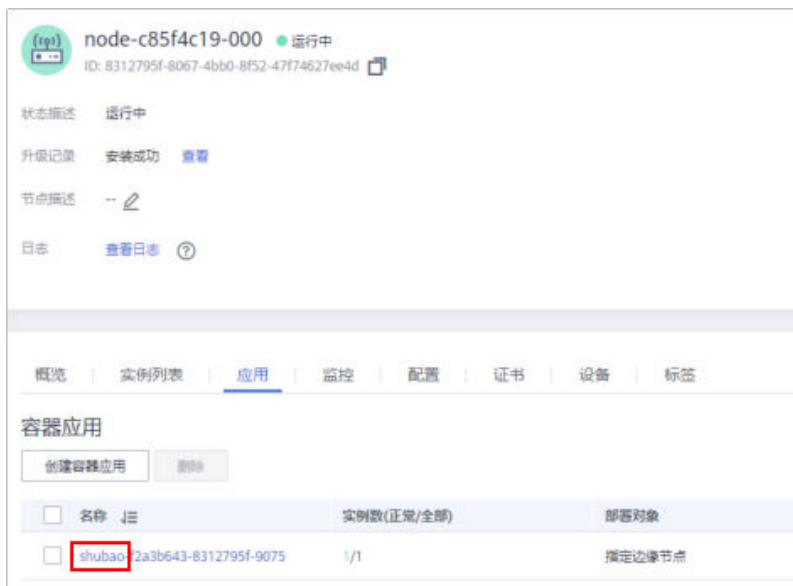 node-c85f4c19-000 运行中
ID: 8312795f-8067-4bb0-8f52-47f74627ee4d
状态描述 运行中
升级记录 安装成功 查看
节点描述 --
日志 查看日志 ?
概览 实例列表 应用 监控 配置 证书 设备 标签
容器应用
创建容器应用 删除
名称 实例数(正常/全部) 部署对象
shubao-f2a3b643-8312795f-9075 1/1 指定边缘节点